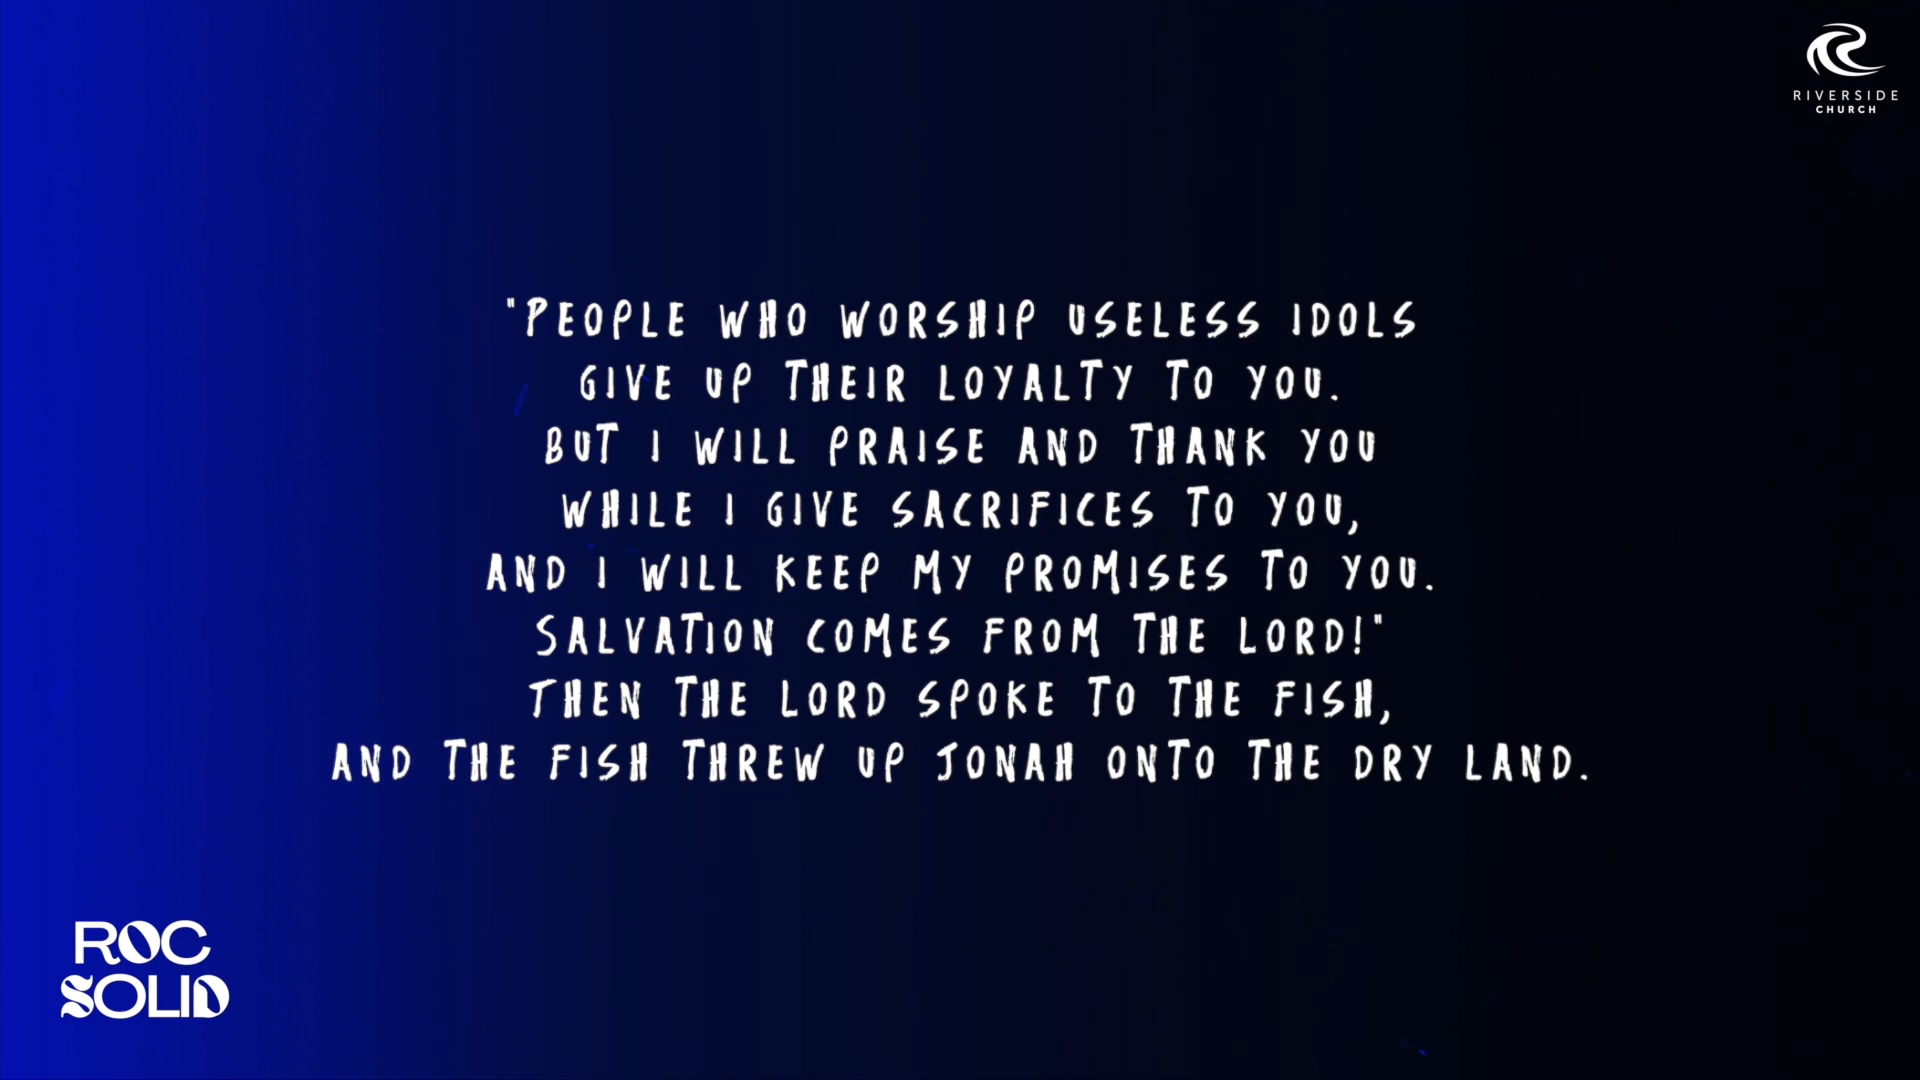 RIVERSIDE
CHURCH
"PEOPLE WHO WORSHIP USELESS IDOLS
GIVE UP THEIR LOYALTY TO YOU.
BUT I WILL PRAISE AND THANK YOU
WHILE I GIVE SACRIFICES TO YOU,
AND I WILL KEEP MY PROMISES TO YOU.
SALVATION COMES FROM THE LORD!"
THEN THE LORD SPOKE TO THE FISH,
AND THE FISH THREW UP JONAH ONTO THE DRY LAND.
ROC
SOLID